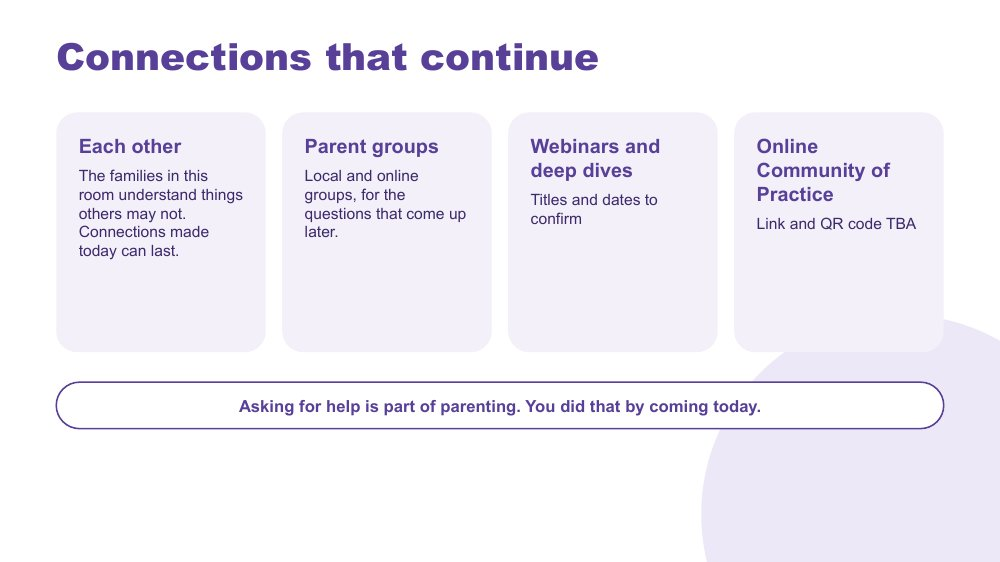 Connections that continue
Each other
The families in this
room understand things
others may not.
Connections made
today can last.
Parent groups
Local and online
groups, for the
questions that come up
later.
Webinars and
deep dives
Titles and dates to
confirm
Online
Community of
Practice
Link and QR code TBA
Asking for help is part of parenting. You did that by coming today.